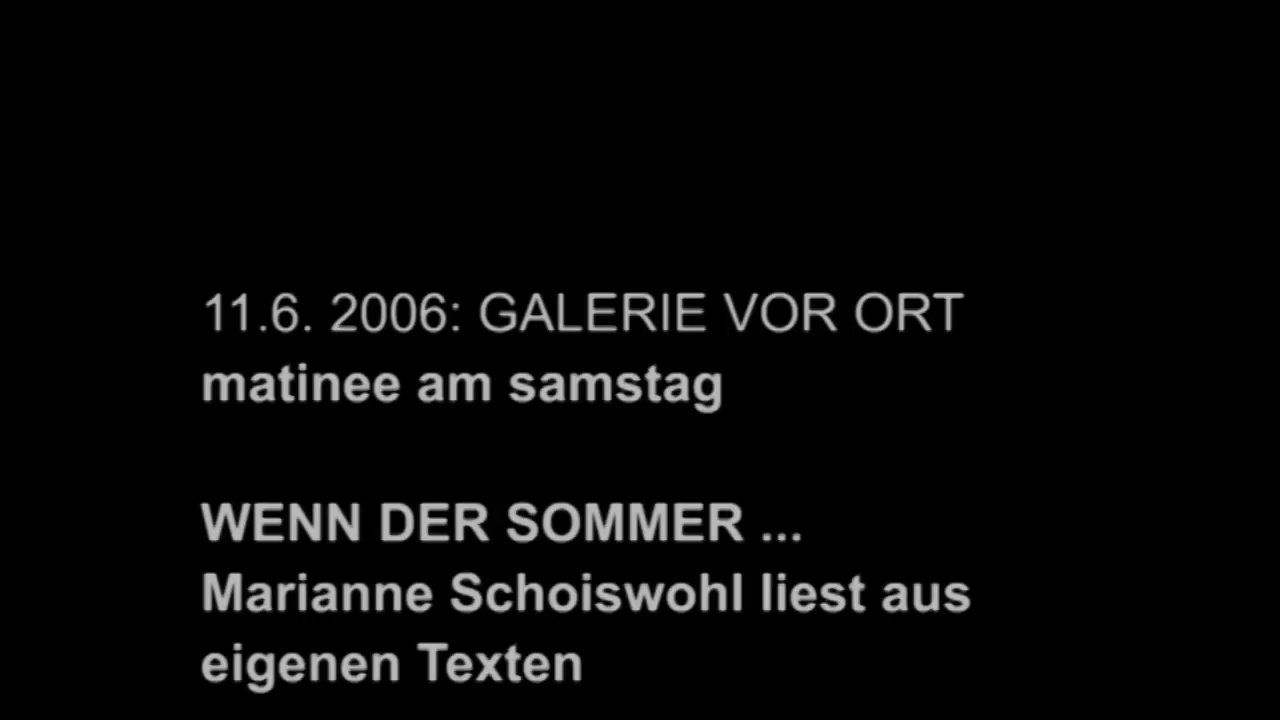 11.6. 2006: GALERIE VOR ORT
matinee am samstag
WENN DER SOMMER ...
Marianne Schoiswohl liest aus
eigenen Texten